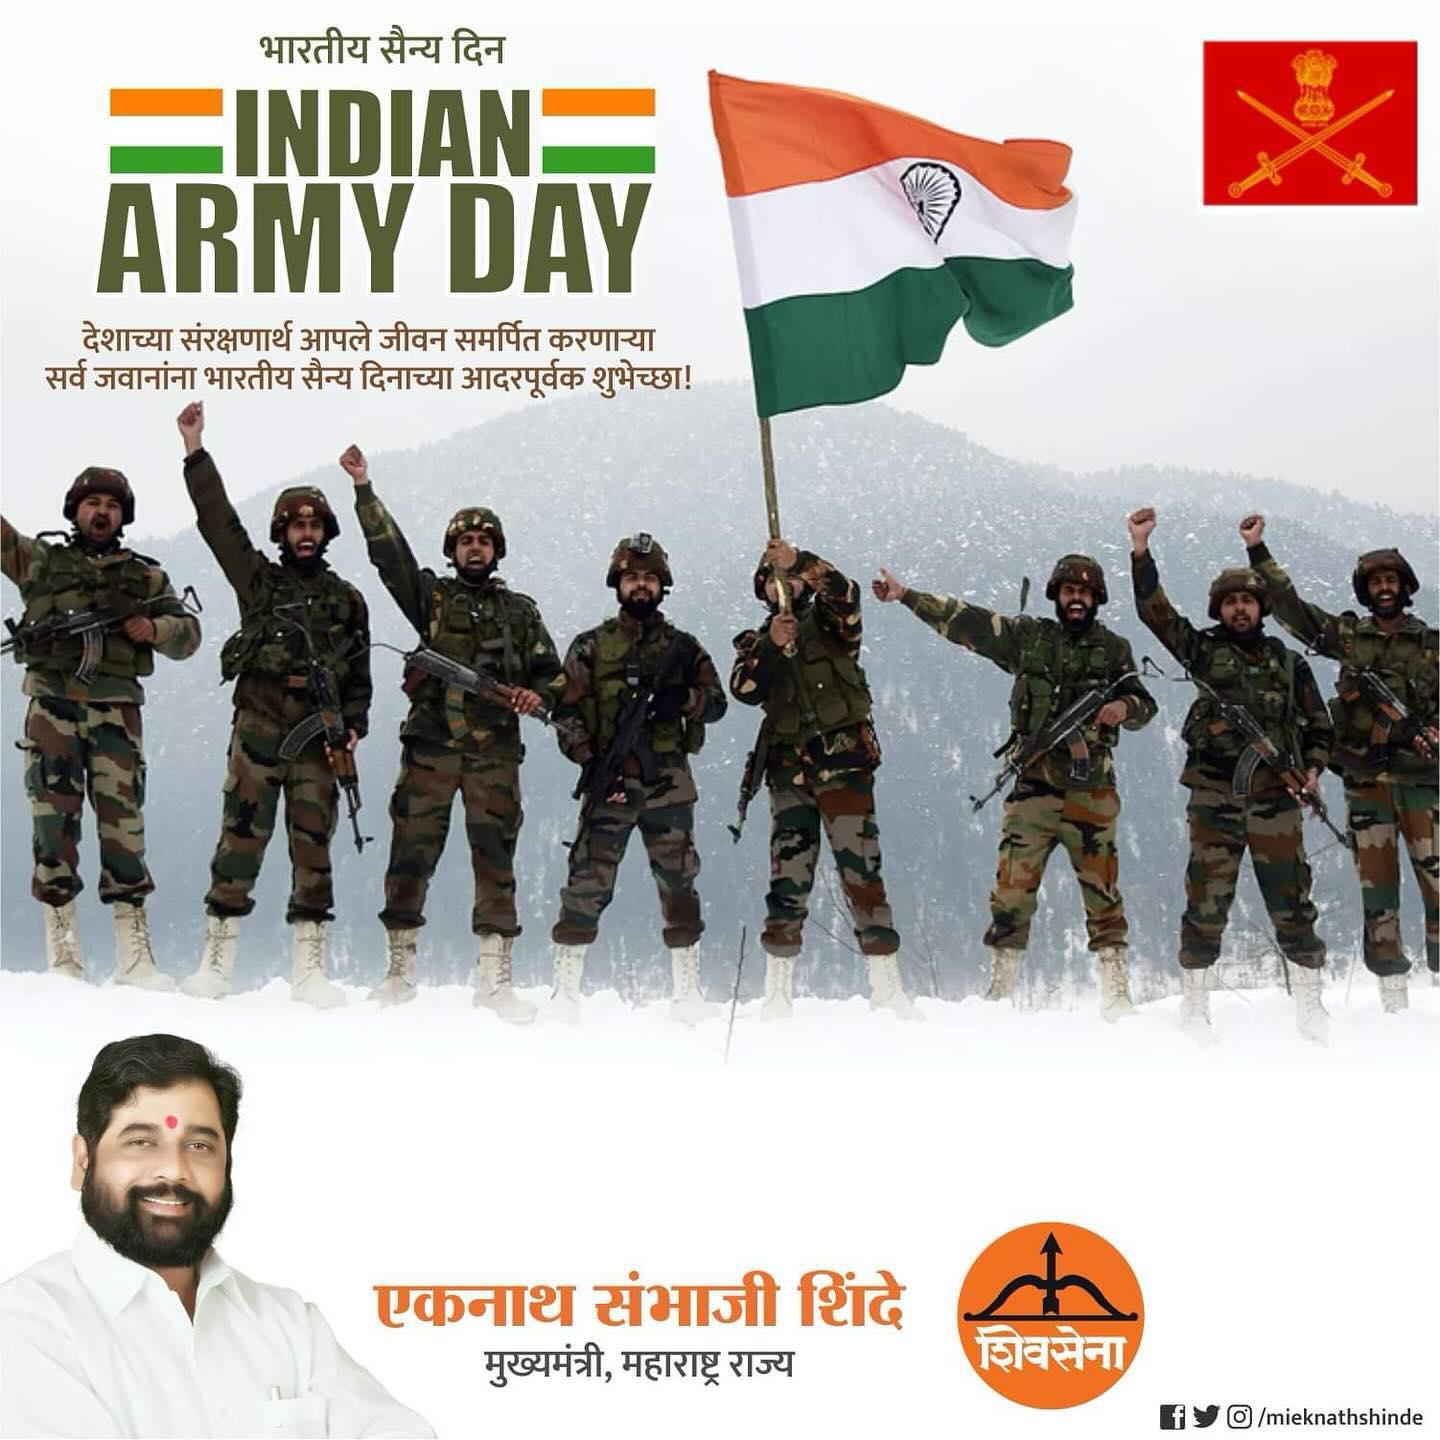 भारतीय सैन्य दिन
INDIAN
ARMY DAY
देशाच्या संरक्षणार्थ आपले जीवन समर्पित करणाऱ्या
सर्व जवानांना भारतीय सैन्य दिनाच्या आदरपूर्वक शुभेच्छा!
एकनाथ संभाजी शिंदे
मुख्यमंत्री, महाराष्ट्र राज्य
शिवसेना
/mieknathshinde